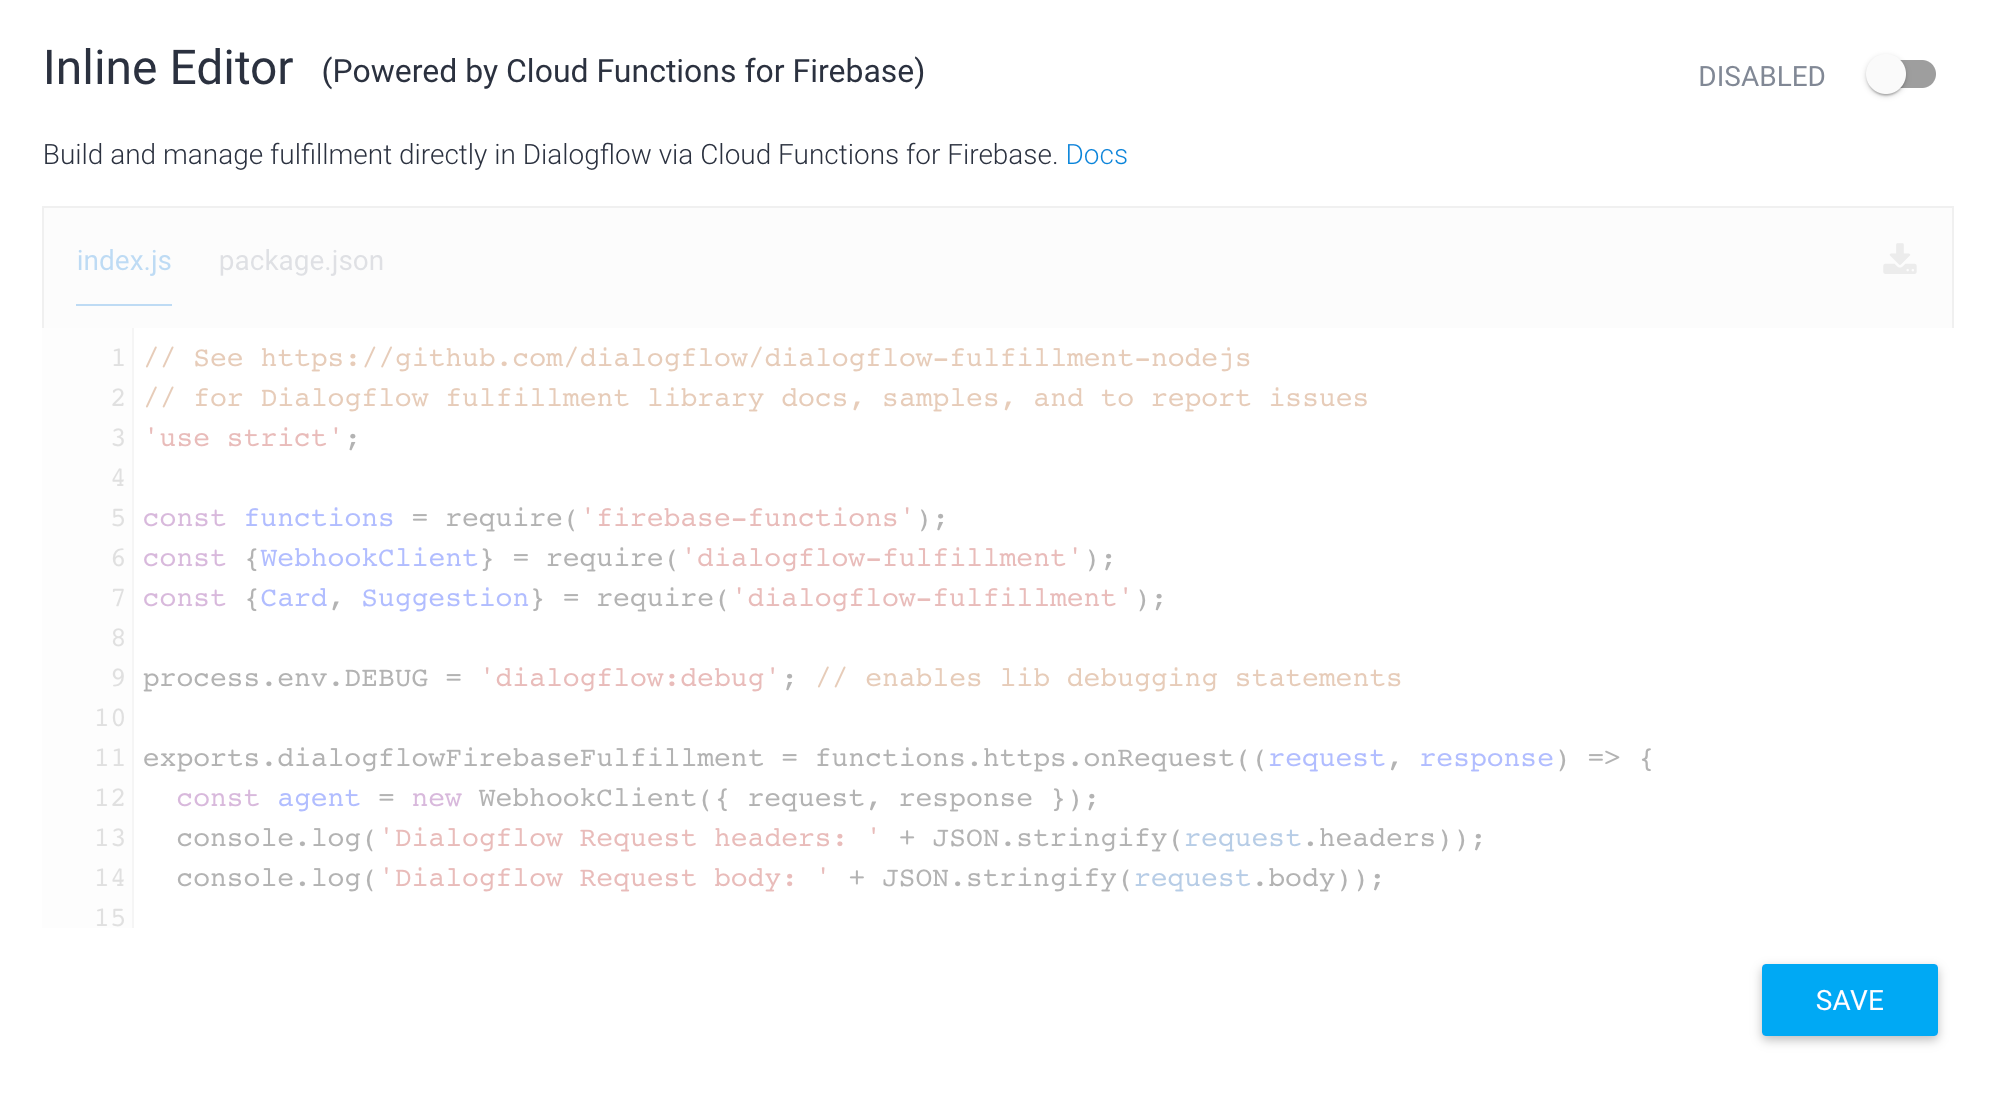 Inline Editor (Powered by Cloud Functions for Firebase)
DISABLED
Build and manage fulfillment directly in Dialogflow via Cloud Functions for Firebase. Docs
index.js package.json
1 // See https://github.com/dialogflow/dialogflow-fulfillment-nodejs
2 // for Dialogflow fulfillment library docs, samples, and to report issues
3 'use strict';
4
5 const functions = require('firebase-functions');
6 const {WebhookClient} = require('dialogflow-fulfillment');
7 const {Card, Suggestion} = require('dialogflow-fulfillment');
8
9 process.env.DEBUG = 'dialogflow:debug'; // enables lib debugging statements
10
11 exports.dialogflowFirebaseFulfillment = functions.https.onRequest((request, response) => {
12   const agent = new WebhookClient({ request, response });
13   console.log('Dialogflow Request headers: ' + JSON.stringify(request.headers));
14   console.log('Dialogflow Request body: ' + JSON.stringify(request.body));
15
SAVE